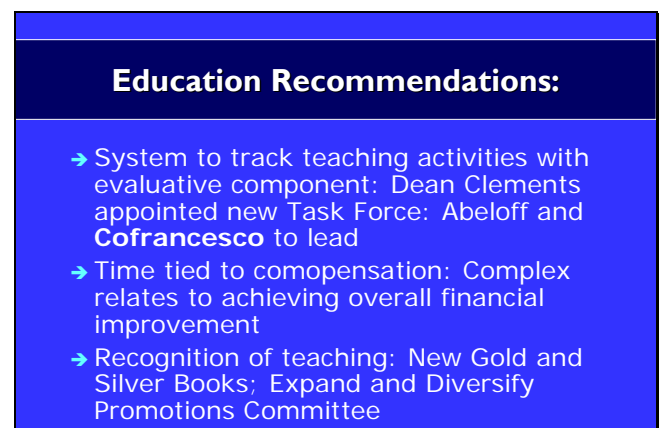 Education Recommendations:
➔ System to track teaching activities with
evaluative component: Dean Clements
appointed new Task Force: Abeloff and
Cofrancesco to lead
➔ Time tied to comopensation: Complex
relates to achieving overall financial
improvement
➔ Recognition of teaching: New Gold and
Silver Books; Expand and Diversify
Promotions Committee